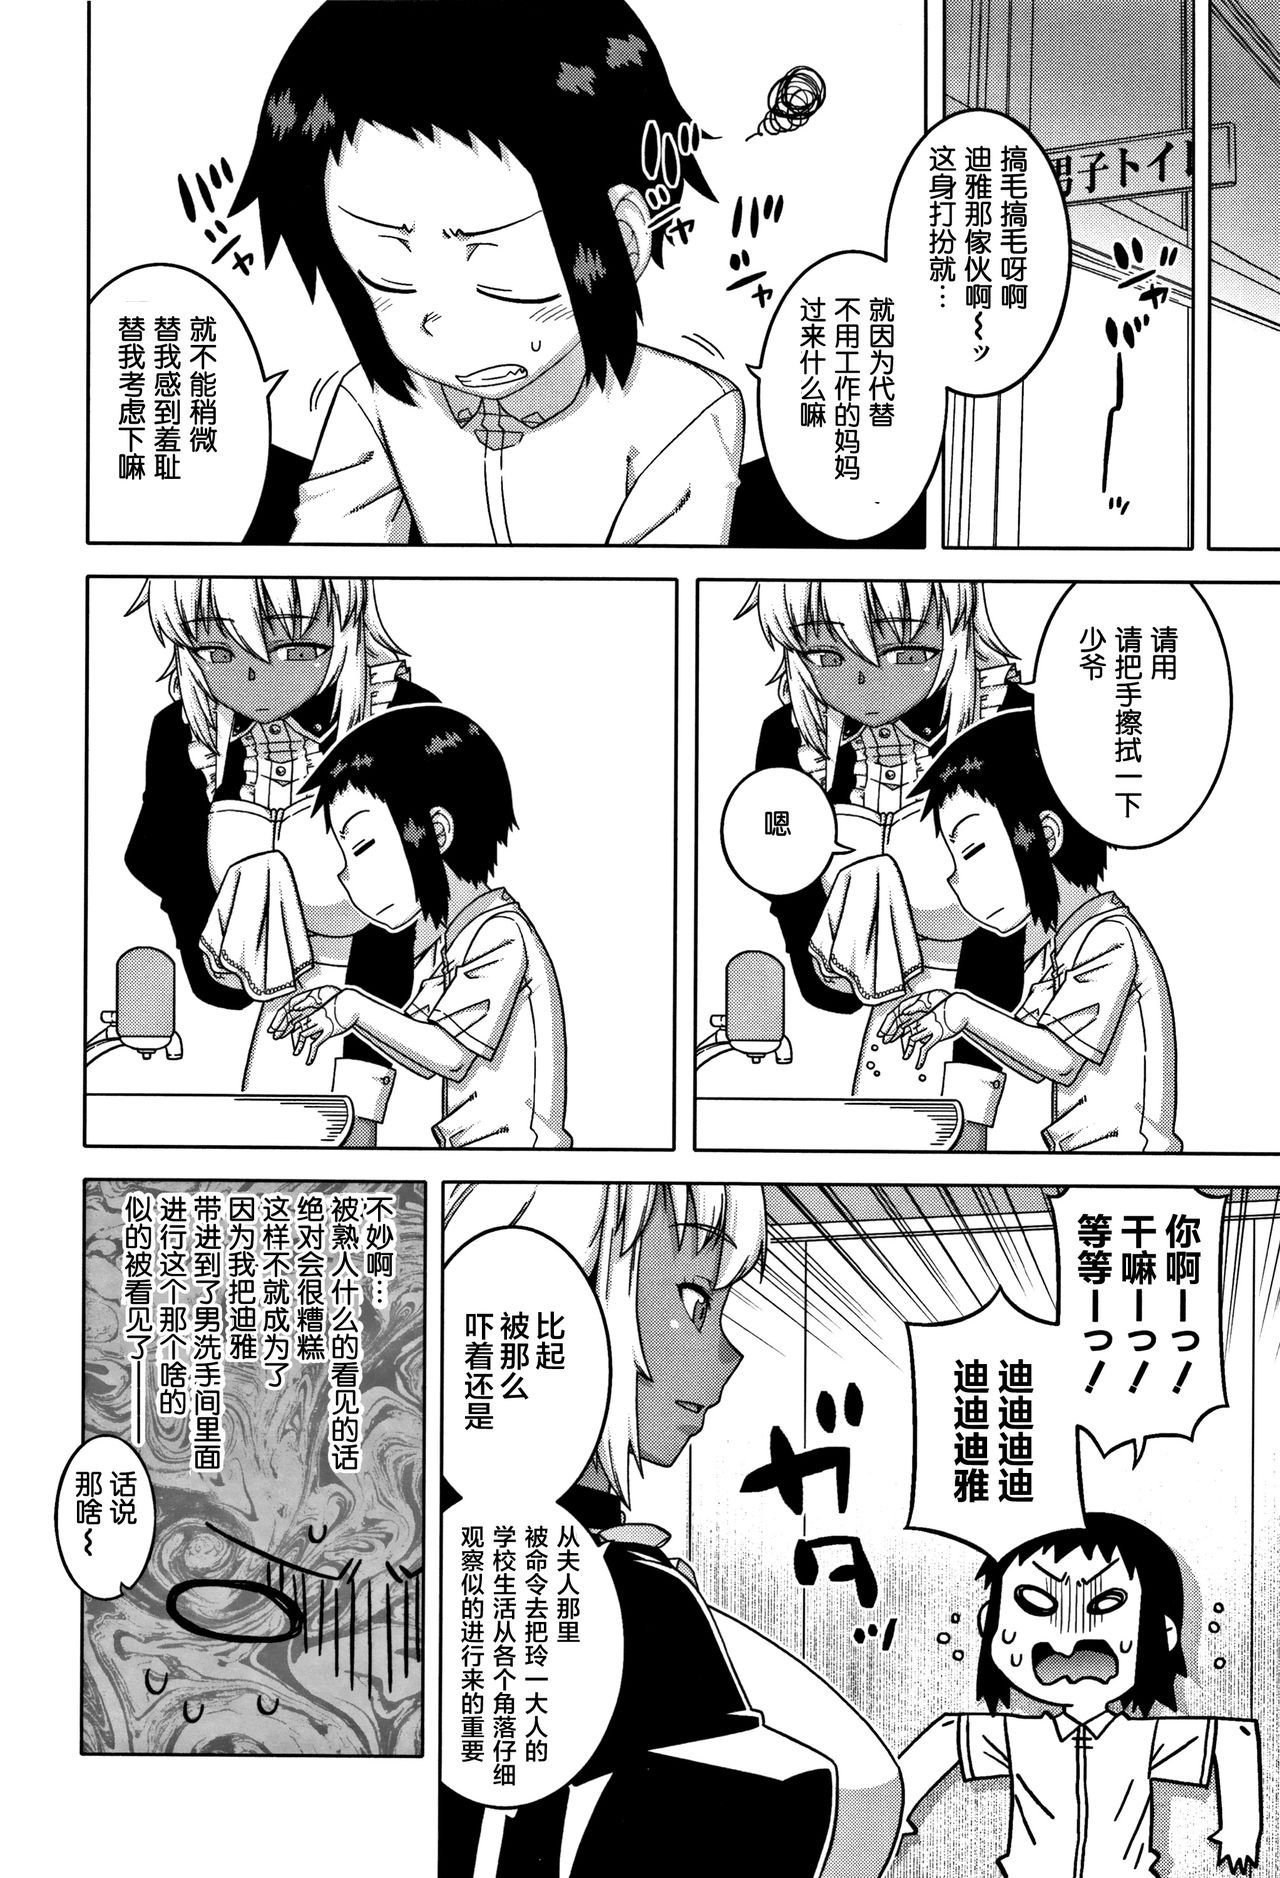 男子トイレ
搞毛搞毛呀啊
迪雅那傢伙啊～ッ
这身打扮就…
就因为代替
不用工作的妈妈
过来什么嘛
就不能稍微
替我感到羞耻
替我考虑下嘛
请用
请把手擦拭一下
少爷
嗯
你啊ーっ！
干嘛ーっ！
等等ーっ！
迪迪迪迪
迪迪迪雅
比起
被那么
吓着还是
从夫人那里
被命令去把玲一大人的
学校生活从各个角落仔细
观察似的进行来的重要
不妙啊…
被熟人什么的看见的话
绝对会很糟糕
这样不就成为了
因为我把迪雅
带进到了男洗手间里面
进行这个那个啥的
似的被看见了——
话说
那啥～